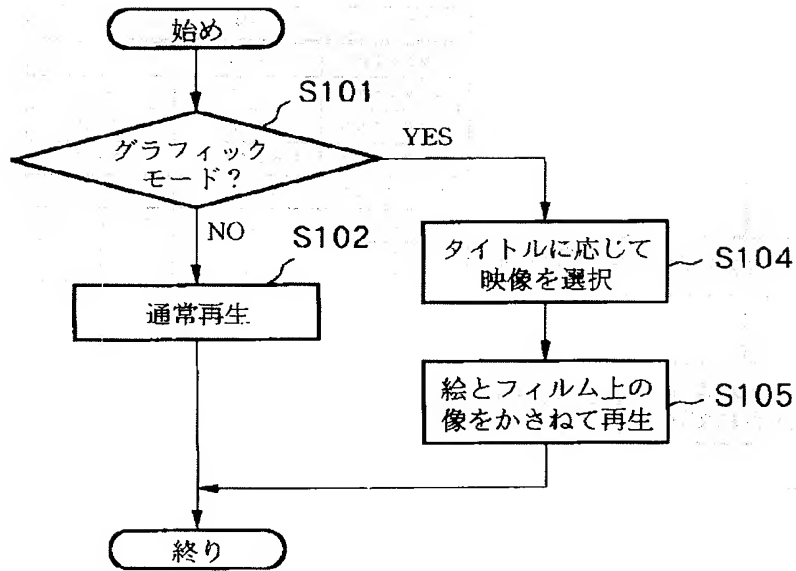 始め
S101
グラフィック
モード?
YES
NO
S102
通常再生
タイトルに応じて
映像を選択
S104
絵とフィルム上の
像をかさねて再生
S105
終り